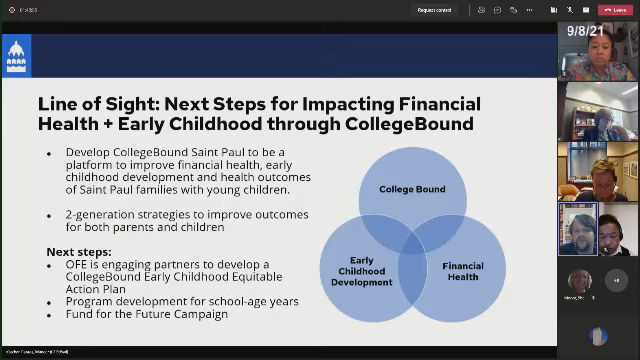 Request control
Leave
9/8/21
Line of Sight: Next Steps for Impacting Financial
Health + Early Childhood through CollegeBound
• Develop CollegeBound Saint Paul to be a
platform to improve financial health, early
childhood development and health outcomes
of Saint Paul families with young children.
• 2-generation strategies to improve outcomes
for both parents and children
Next steps:
• OFE is engaging partners to develop a
CollegeBound Early Childhood Equitable
Action Plan
• Program development for school-age years
• Fund for the Future Campaign
College Bound
Early
Childhood
Development
Financial
Health